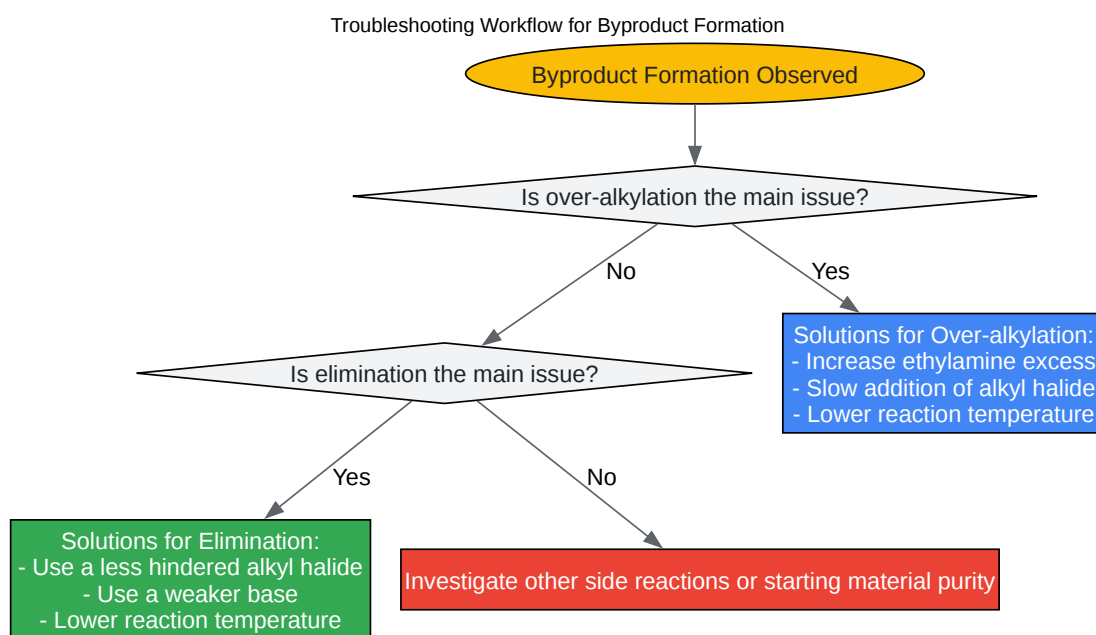 Troubleshooting Workflow for Byproduct Formation
Byproduct Formation Observed
Is over-alkylation the main issue?
No
Yes
Solutions for Over-alkylation:
- Increase ethylamine excess
- Slow addition of alkyl halide
- Lower reaction temperature
Is elimination the main issue?
Yes
No
Solutions for Elimination:
- Use a less hindered alkyl halide
- Use a weaker base
- Lower reaction temperature
Investigate other side reactions or starting material purity